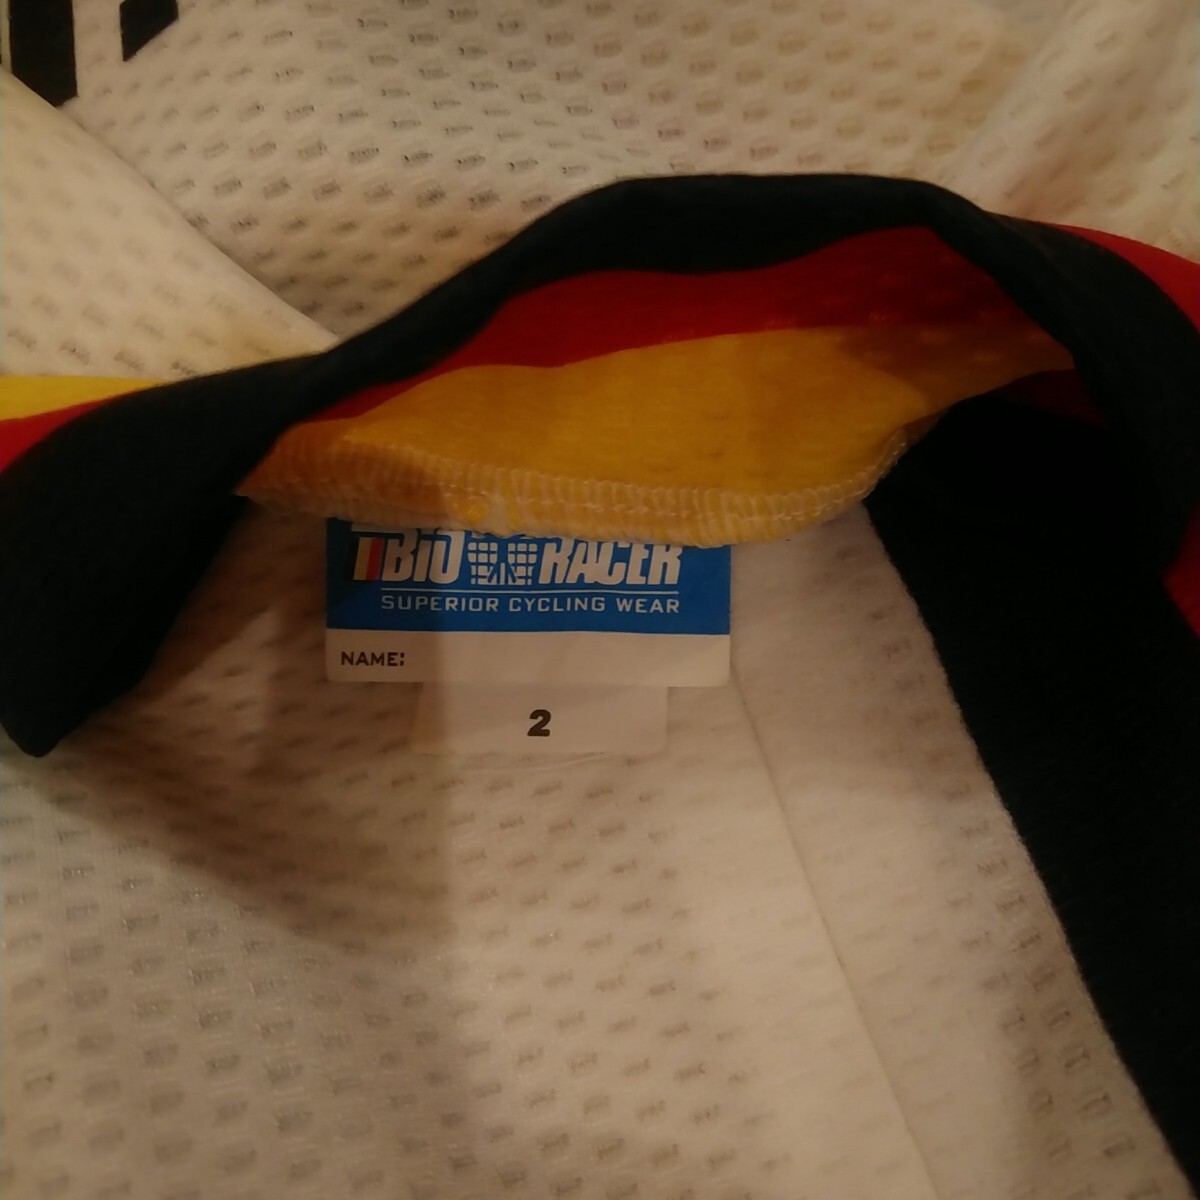 BIO RACER
SUPERIOR CYCLING WEAR
NAME:
2